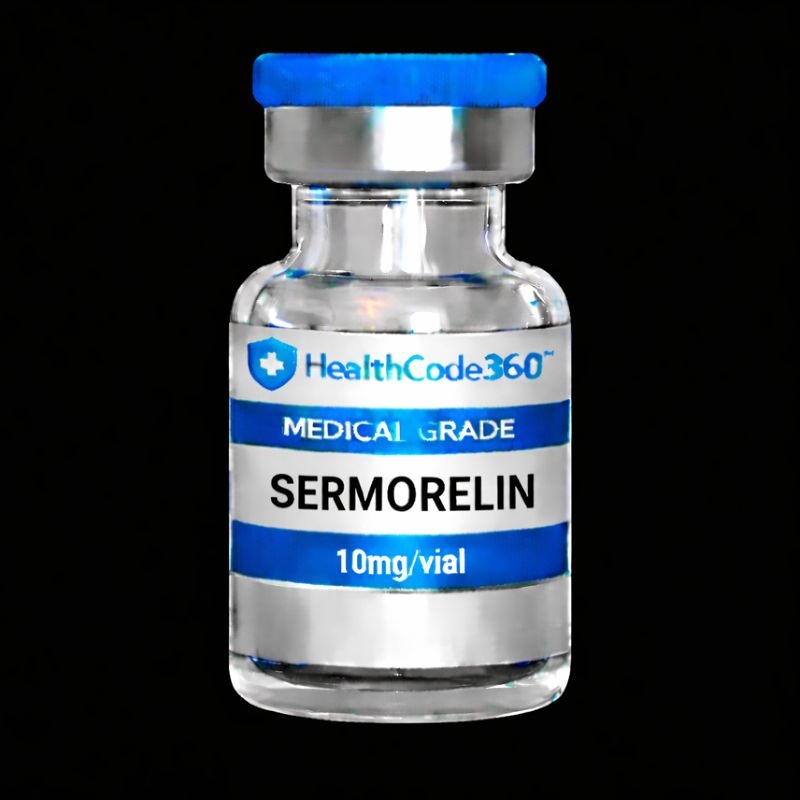 HealthCode360™
MEDICAL GRADE
SERMORELIN
10mg/vial